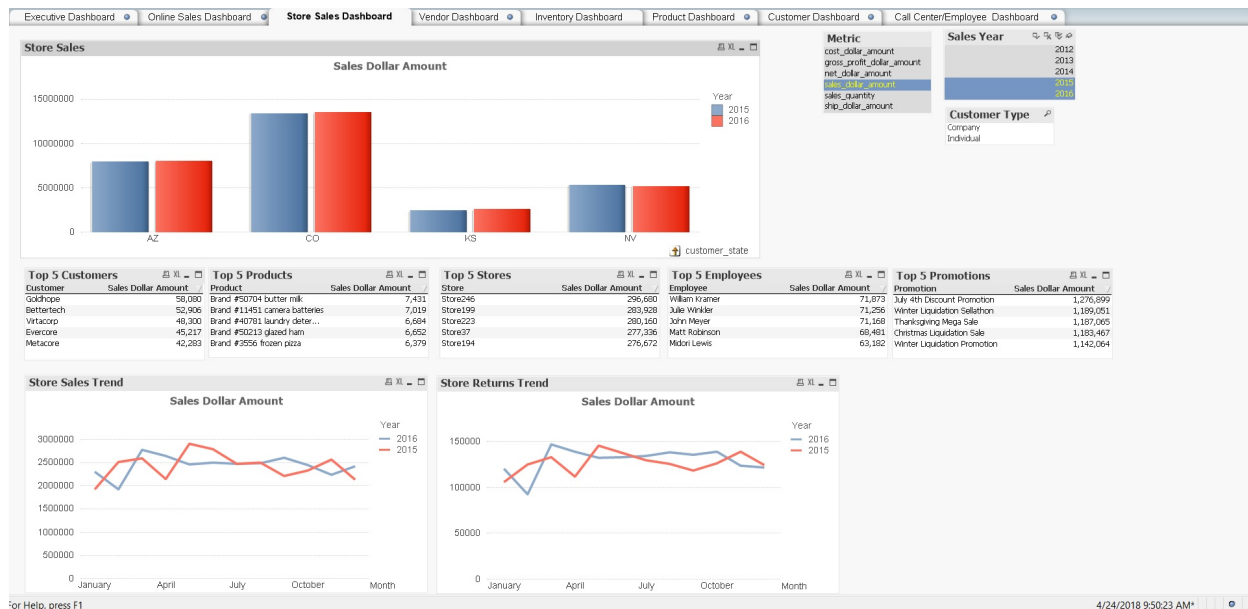 Executive Dashboard Online Sales Dashboard Store Sales Dashboard Vendor Dashboard Inventory Dashboard Product Dashboard Customer Dashboard Call Center/Employee Dashboard
Store Sales XL
Sales Dollar Amount
15000000
10000000
5000000
0
AZ CO KS NV
customer_state
Year
2015
2016
Metric
cost_dollar_amount
gross_profit_dollar_amount
net_dollar_amount
sales_dollar_amount
sales_quantity
ship_dollar_amount
Sales Year
2012
2013
2014
2015
2016
Customer Type
Company
Individual
Top 5 Customers XL
Customer Sales Dollar Amount
Goldhope 58,080
Bettertech 52,906
Virtacorp 48,300
Evercore 45,217
Metacore 42,283
Top 5 Products XL
Product Sales Dollar Amount
Brand #50704 butter milk 7,431
Brand #11451 camera batteries 7,019
Brand #40781 laundry deter... 6,684
Brand #50213 glazed ham 6,652
Brand #3556 frozen pizza 6,379
Top 5 Stores XL
Store Sales Dollar Amount
Store246 296,680
Store199 283,928
Store223 280,160
Store37 277,336
Store194 276,672
Top 5 Employees XL
Employee Sales Dollar Amount
William Kramer 71,873
Julie Winkler 71,256
John Meyer 71,168
Matt Robinson 68,481
Midori Lewis 63,182
Top 5 Promotions XL
Promotion Sales Dollar Amount
July 4th Discount Promotion 1,276,899
Winter Liquidation Sellathon 1,189,051
Thanksgiving Mega Sale 1,187,065
Christmas Liquidation Sale 1,183,467
Winter Liquidation Promotion 1,142,064
Store Sales Trend XL
Sales Dollar Amount
Year
2016
2015
3000000
2500000
2000000
1500000
1000000
500000
0
January April July October Month
Store Returns Trend XL
Sales Dollar Amount
Year
2016
2015
150000
100000
50000
0
January April July October Month
For Help, press F1
4/24/2018 9:50:23 AM*